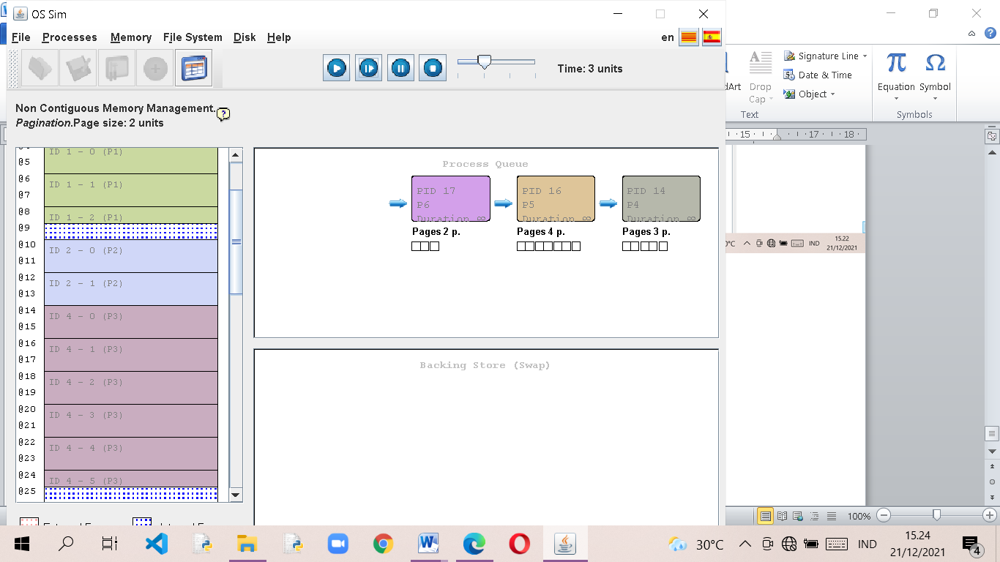 OS Sim
File Processes Memory File System Disk Help en
Time: 3 units
Non Contiguous Memory Management.
Pagination.Page size: 2 units
ID 1 - 0 (P1)
@5
@6
ID 1 - 1 (P1)
@7
@8
ID 1 - 2 (P1)
@9
@10
ID 2 - 0 (P2)
@11
@12
ID 2 - 1 (P2)
@13
@14
ID 4 - 0 (P3)
@15
@16
ID 4 - 1 (P3)
@17
@18
ID 4 - 2 (P3)
@19
@20
ID 4 - 3 (P3)
@21
@22
ID 4 - 4 (P3)
@23
@24
ID 4 - 5 (P3)
@25
Process Queue
PID 17
P6
Duration ∞
Pages 2 p.
PID 16
P5
Duration ∞
Pages 4 p.
PID 14
P4
Duration ∞
Pages 3 p.
Backing Store (Swap)
Signature Line
Date & Time
Object
Drop
Cap
Text
π Ω
Equation Symbol
Symbols
15 17 18
IND
15.22
21/12/2021
100%
30°C
IND
15.24
21/12/2021
4